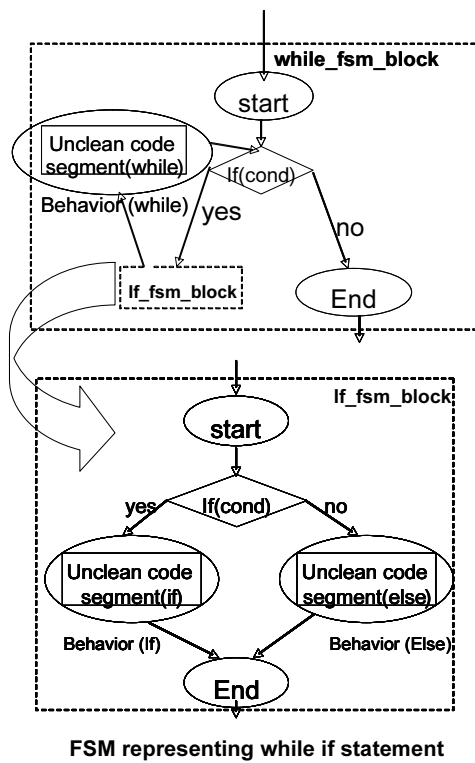 while_fsm_block
start
Unclean code
segment(while)
If(cond)
Behavior (while)
yes
no
If_fsm_block
End
If_fsm_block
start
yes
If(cond)
no
Unclean code
segment(if)
Unclean code
segment(else)
Behavior (If)
Behavior (Else)
End
FSM representing while if statement